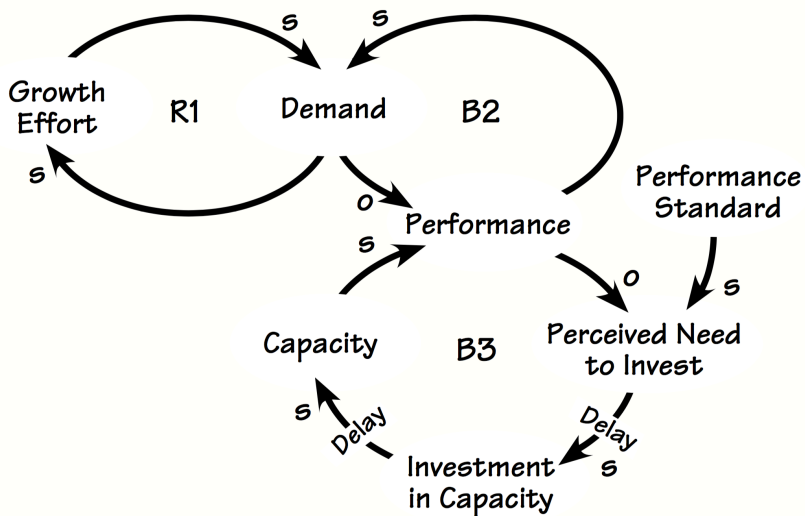 s
s
Growth
Effort
R1
Demand
B2
s
o
Performance
Performance
Standard
s
o
s
Capacity
B3
Perceived Need
to Invest
s
Delay
Delay
s
Investment
in Capacity